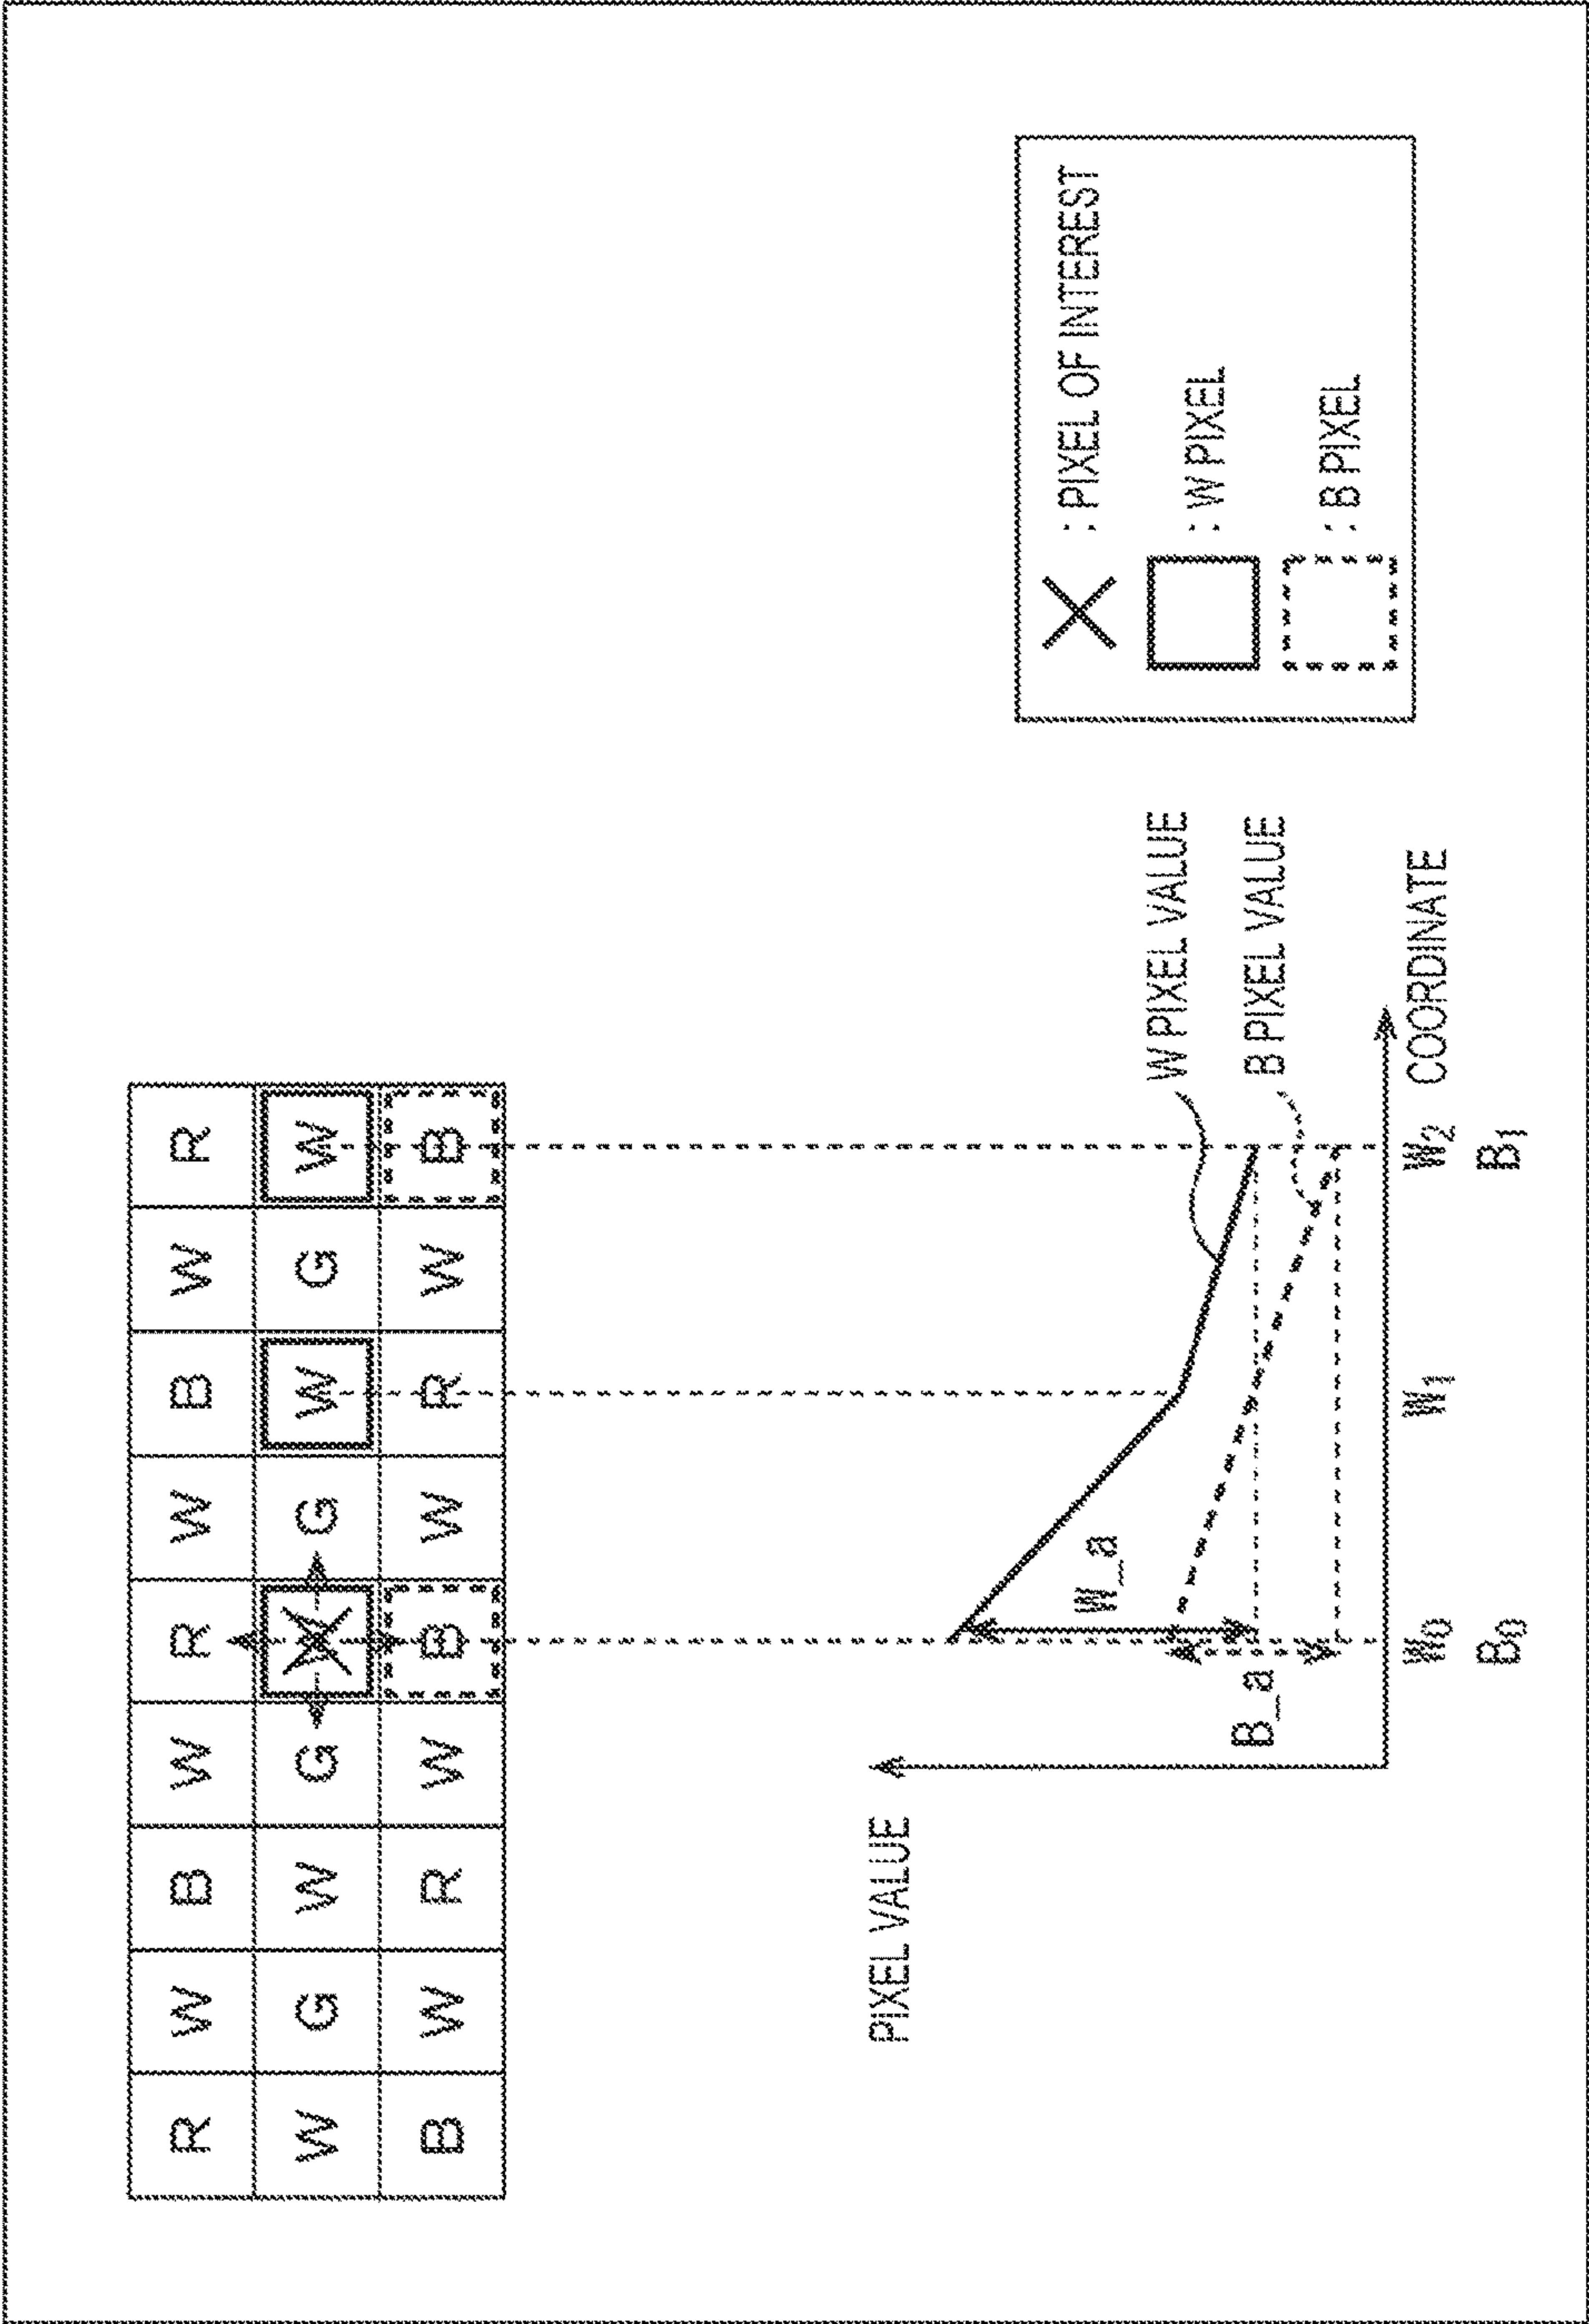 R W B W R W B W R
W G W G W G W G W
B W R W B W R W B
PIXEL VALUE
W_a
B_a
W PIXEL VALUE
B PIXEL VALUE
COORDINATE
W0 W1 W2
B0 B1
: PIXEL OF INTEREST
: W PIXEL
: B PIXEL